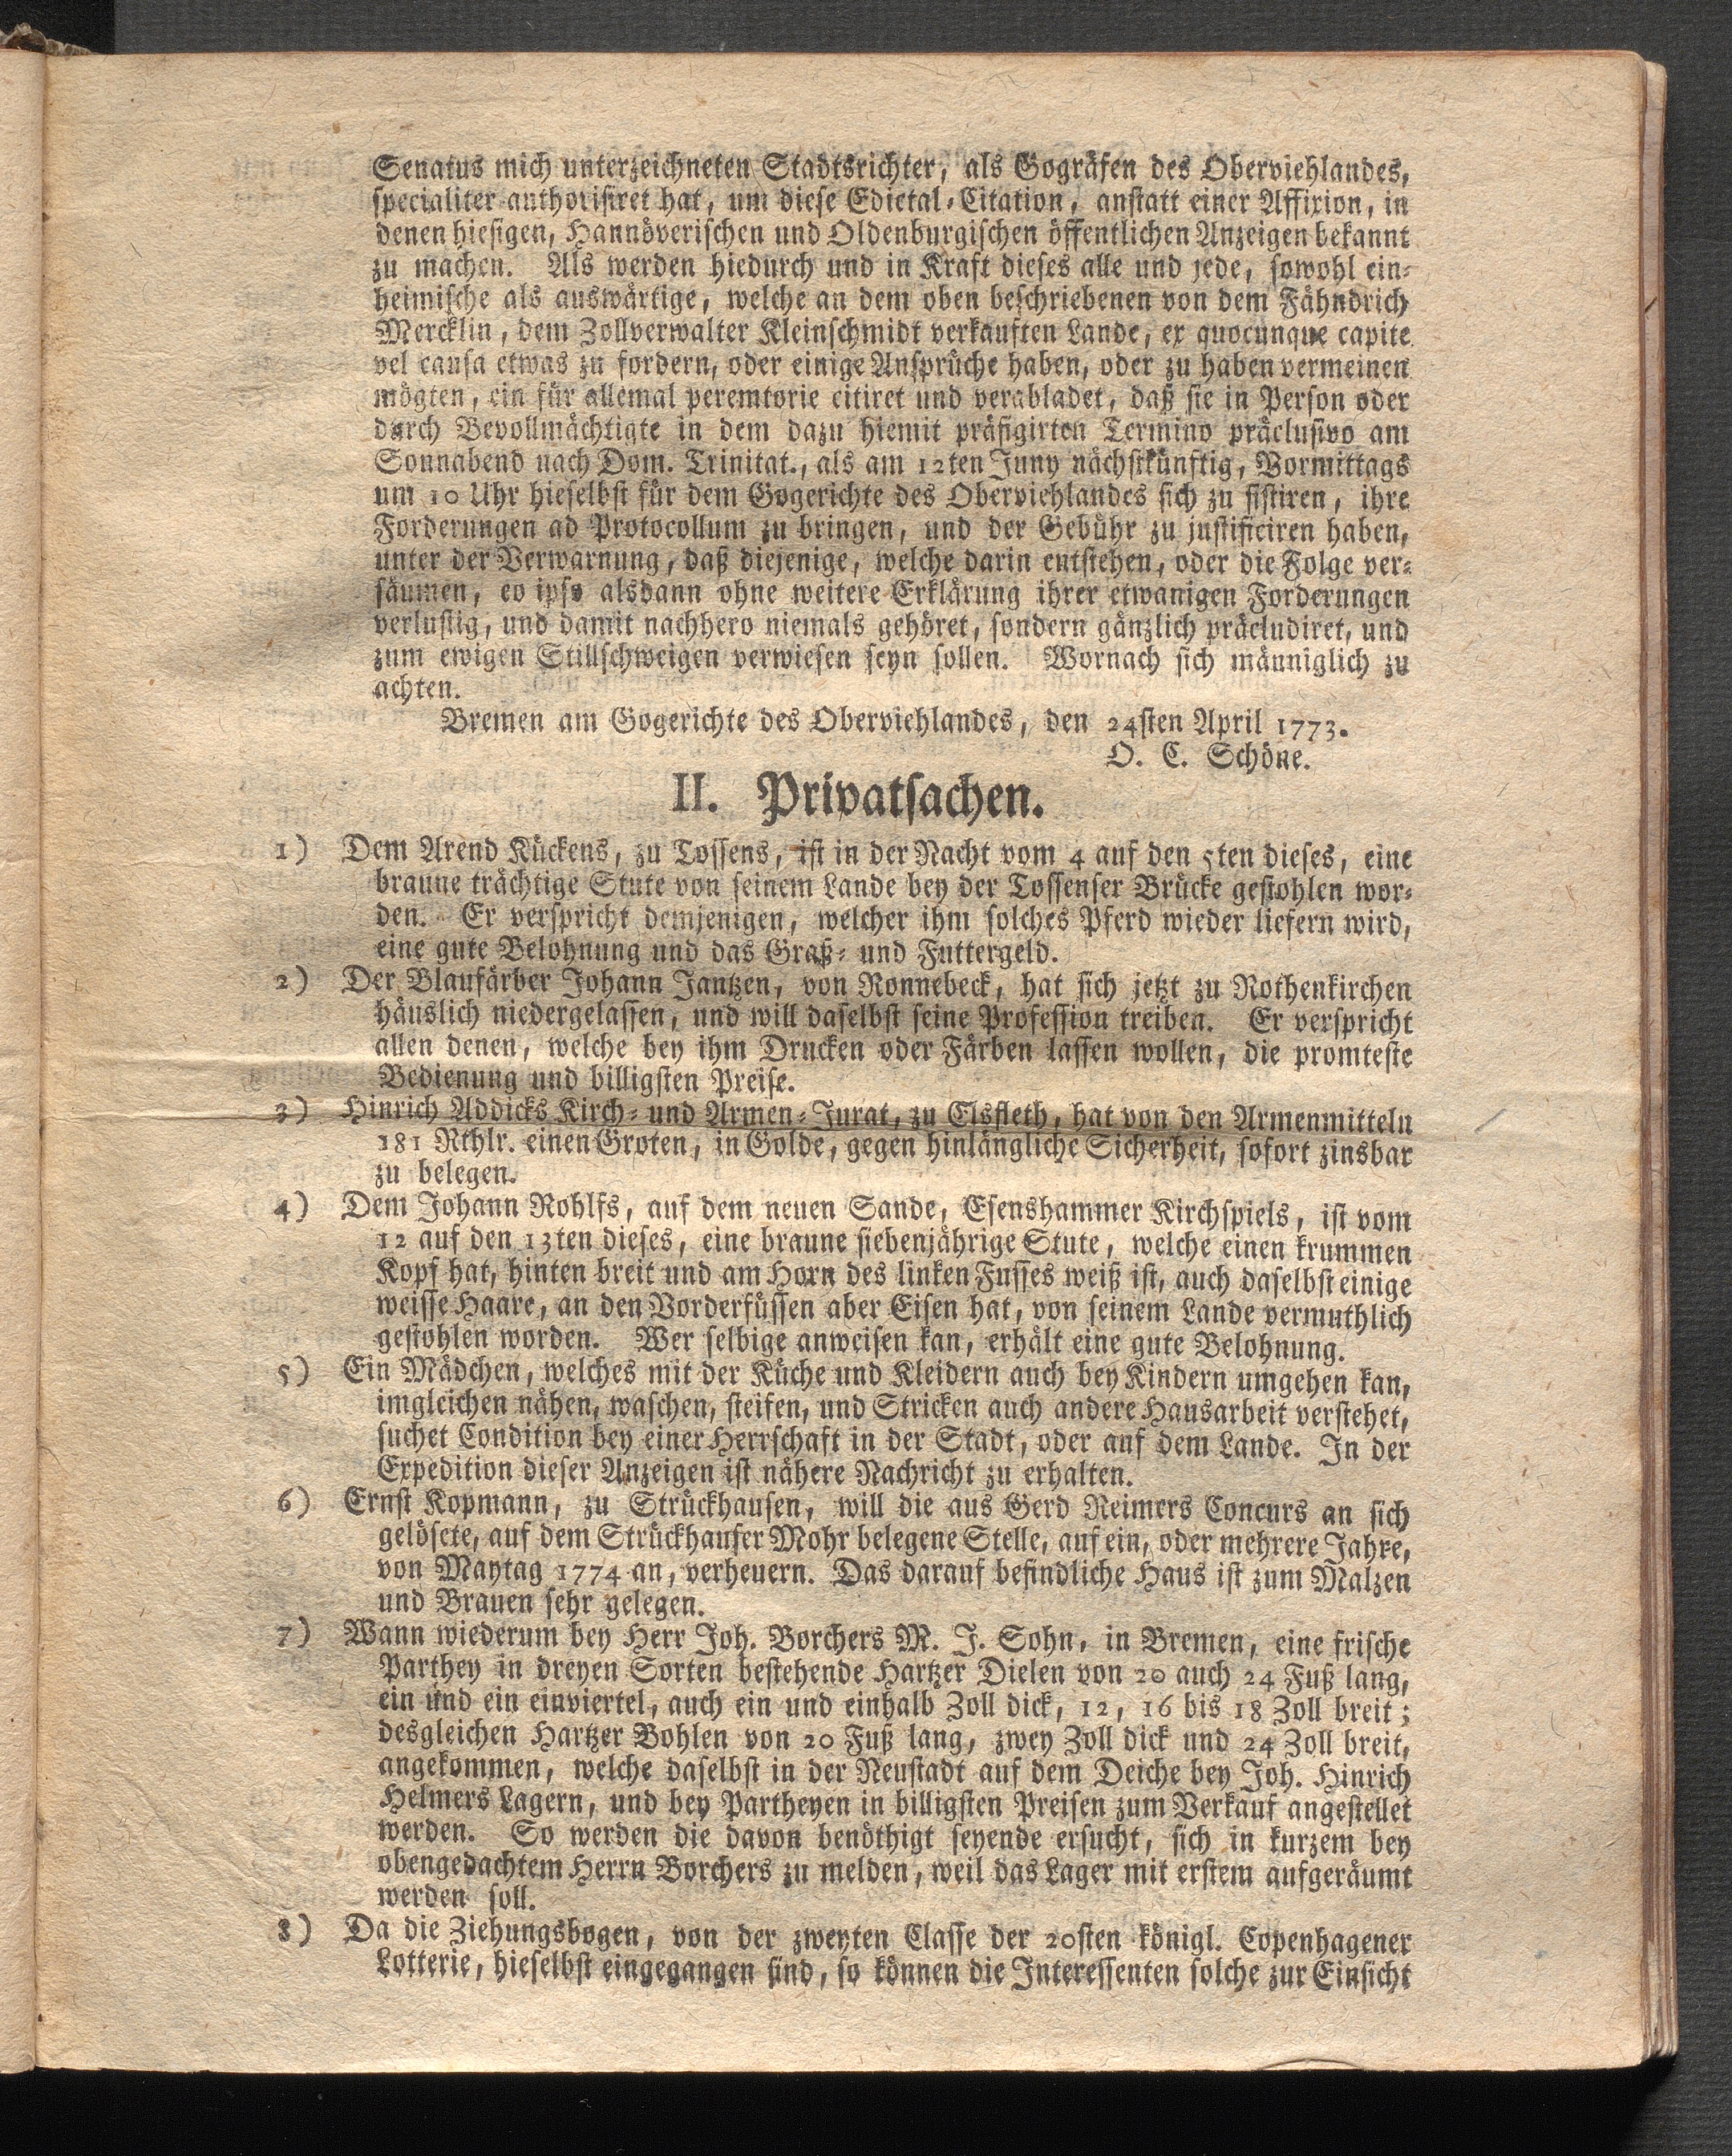 Senatus mich unterzeichneten Stadtsrichter, als Gogräfen des Oberviehlandes,
specialiter authorisiret hat, um diese Edictal-Citation, anstatt einer Affixion, in
denen hiesigen, Hannöverischen und Oldenburgischen öffentlichen Anzeigen bekannt
zu machen. Als werden hiedurch und in Kraft dieses alle und jede, sowohl ein-
heimische als auswärtige, welche an dem oben beschriebenen von dem Fähndrich
Mercklin, dem Zollverwalter Kleinschmidt verkauften Lande, ex quocunque capite
vel causa etwas zu fordern, oder einige Ansprüche haben, oder zu haben vermeinen
mögten, ein für allemal peremtorie citiret und verabladet, daß sie in Person oder
durch Bevollmächtigte in dem dazu hiemit präfigirten Termino präclusivo am
Sonnabend nach Dom. Trinitat., als am 12ten Juny nächstkünftig, Vormittags
um 10 Uhr hieselbst für dem Gogerichte des Oberviehlandes sich zu sistiren, ihre
Forderungen ad Protocollum zu bringen, und der Gebühr zu justificiren haben,
unter der Verwarnung, daß diejenige, welche darin entstehen, oder die Folge ver-
säumen, eo ipso alsdann ohne weitere Erklärung ihrer etwanigen Forderungen
verlustig, und damit nachhero niemals gehöret, sondern gänzlich präcludiret, und
zum ewigen Stillschweigen verwiesen seyn sollen. Wornach sich männiglich zu
achten.
Bremen am Gogerichte des Oberviehlandes, den 24sten April 1773.
O. C. Schöne.
II. Privatsachen.
1) Dem Arend Kückens, zu Tossens, ist in der Nacht vom 4 auf den 5ten dieses, eine
braune trächtige Stute von seinem Lande bey der Tossenser Brücke gestohlen wor-
den. Er verspricht demjenigen, welcher ihm solches Pferd wieder liefern wird,
eine gute Belohnung und das Graß- und Futtergeld.
2) Der Blaufärber Johann Jantzen, von Ronnebeck, hat sich jetzt zu Rothenkirchen
häuslich niedergelassen, und will daselbst seine Profession treiben. Er verspricht
allen denen, welche bey ihm Drucken oder Färben lassen wollen, die promteste
Bedienung und billigsten Preise.
3) Hinrich Addicks Kirch- und Armen-Jurat, zu Elsfleth, hat von den Armenmitteln
181 Rthlr. einen Groten, in Golde, gegen hinlängliche Sicherheit, sofort zinsbar
zu belegen.
4) Dem Johann Rohlfs, auf dem neuen Sande, Esenshammer Kirchspiels, ist vom
12 auf den 13ten dieses, eine braune siebenjährige Stute, welche einen krummen
Kopf hat, hinten breit und am Horn des linken Fusses weiß ist, auch daselbst einige
weisse Haare, an den Vorderfüssen aber Eisen hat, von seinem Lande vermuthlich
gestohlen worden. Wer selbige anweisen kan, erhält eine gute Belohnung.
5) Ein Mädchen, welches mit der Küche und Kleidern auch bey Kindern umgehen kan,
imgleichen nähen, waschen, steifen, und Stricken auch andere Hausarbeit verstehet,
suchet Condition bey einer Herrschaft in der Stadt, oder auf dem Lande. In der
Expedition dieser Anzeigen ist nähere Nachricht zu erhalten.
6) Ernst Kopmann, zu Strückhausen, will die aus Gerd Reimers Concurs an sich
gelösete, auf dem Strückhauser Mohr belegene Stelle, auf ein, oder mehrere Jahre,
von Maytag 1774 an, verheuern. Das darauf befindliche Haus ist zum Malzen
und Brauen sehr gelegen.
7) Wann wiederum bey Herr Joh. Borchers M. J. Sohn, in Bremen, eine frische
Parthey in dreyen Sorten bestehende Hartzer Dielen von 20 auch 24 Fuß lang,
ein und ein einviertel, auch ein und einhalb Zoll dick, 12, 16 bis 18 Zoll breit;
desgleichen Hartzer Bohlen von 20 Fuß lang, zwey Zoll dick und 24 Zoll breit,
angekommen, welche daselbst in der Neustadt auf dem Deiche bey Joh. Hinrich
Helmers Lagern, und bey Partheyen in billigsten Preisen zum Verkauf angestellet
werden. So werden die davon benöthigt seyende ersucht, sich in kurzem bey
obengedachtem Herrn Borchers zu melden, weil das Lager mit erstem aufgeräumt
werden soll.
8) Da die Ziehungsbogen, von der zweyten Classe der 20sten königl. Copenhagener
Lotterie, hieselbst eingegangen sind, so können die Interessenten solche zur Einsicht